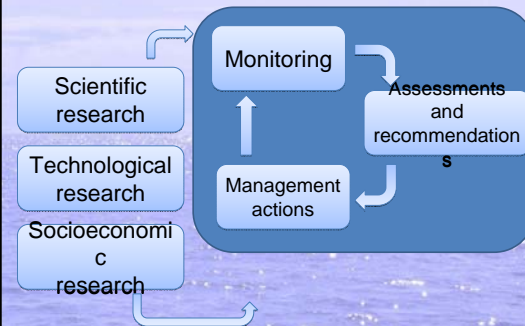 Scientific
research
Technological
research
Socioeconomi
c
research
Monitoring
Assessments
and
recommendation
s
Management
actions